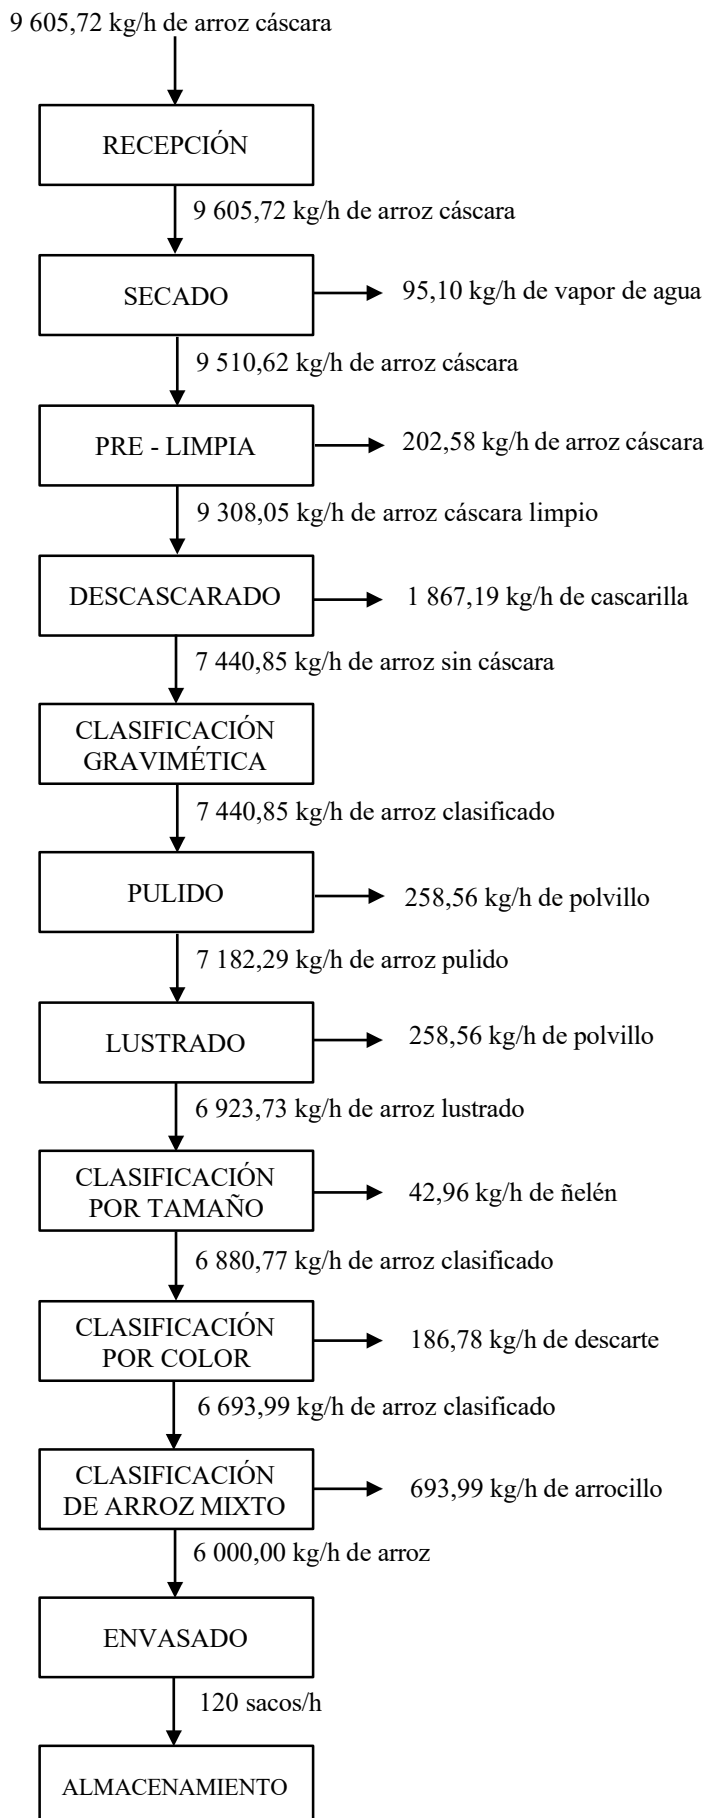 9 605,72 kg/h de arroz cáscara
RECEPCIÓN
9 605,72 kg/h de arroz cáscara
SECADO
95,10 kg/h de vapor de agua
9 510,62 kg/h de arroz cáscara
PRE - LIMPIA
202,58 kg/h de arroz cáscara
9 308,05 kg/h de arroz cáscara limpio
DESCASCARADO
1 867,19 kg/h de cascarilla
7 440,85 kg/h de arroz sin cáscara
CLASIFICACIÓN
GRAVIMÉTICA
7 440,85 kg/h de arroz clasificado
PULIDO
258,56 kg/h de polvillo
7 182,29 kg/h de arroz pulido
LUSTRADO
258,56 kg/h de polvillo
6 923,73 kg/h de arroz lustrado
CLASIFICACIÓN
POR TAMAÑO
42,96 kg/h de ñelén
6 880,77 kg/h de arroz clasificado
CLASIFICACIÓN
POR COLOR
186,78 kg/h de descarte
6 693,99 kg/h de arroz clasificado
CLASIFICACIÓN
DE ARROZ MIXTO
693,99 kg/h de arrocillo
6 000,00 kg/h de arroz
ENVASADO
120 sacos/h
ALMACENAMIENTO